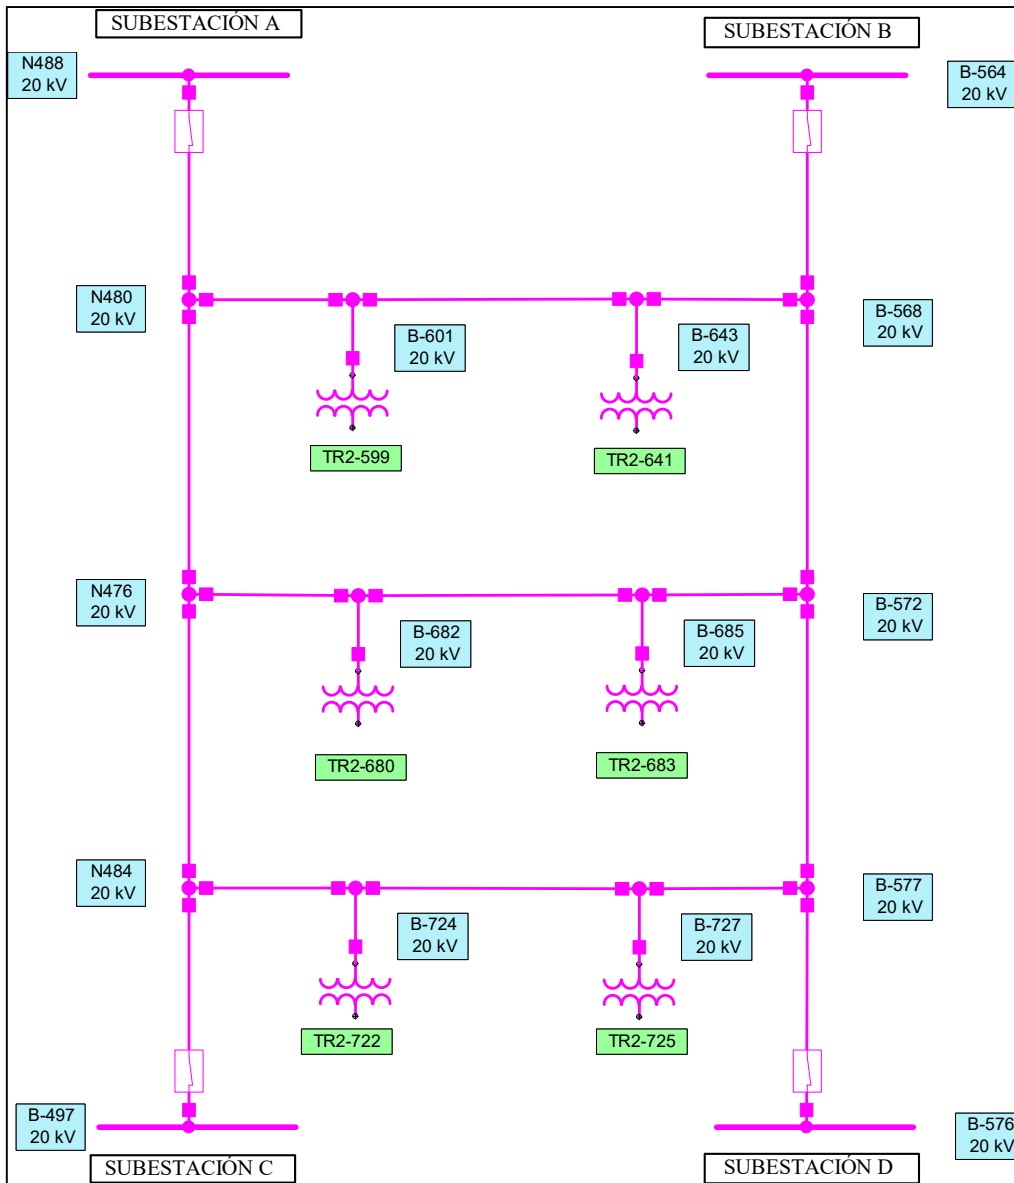 SUBESTACIÓN A
SUBESTACIÓN B
N488
20 kV
B-564
20 kV
N480
20 kV
B-601
20 kV
B-643
20 kV
B-568
20 kV
TR2-599
TR2-641
N476
20 kV
B-682
20 kV
B-685
20 kV
B-572
20 kV
TR2-680
TR2-683
N484
20 kV
B-724
20 kV
B-727
20 kV
B-577
20 kV
TR2-722
TR2-725
B-497
20 kV
B-576
20 kV
SUBESTACIÓN C
SUBESTACIÓN D